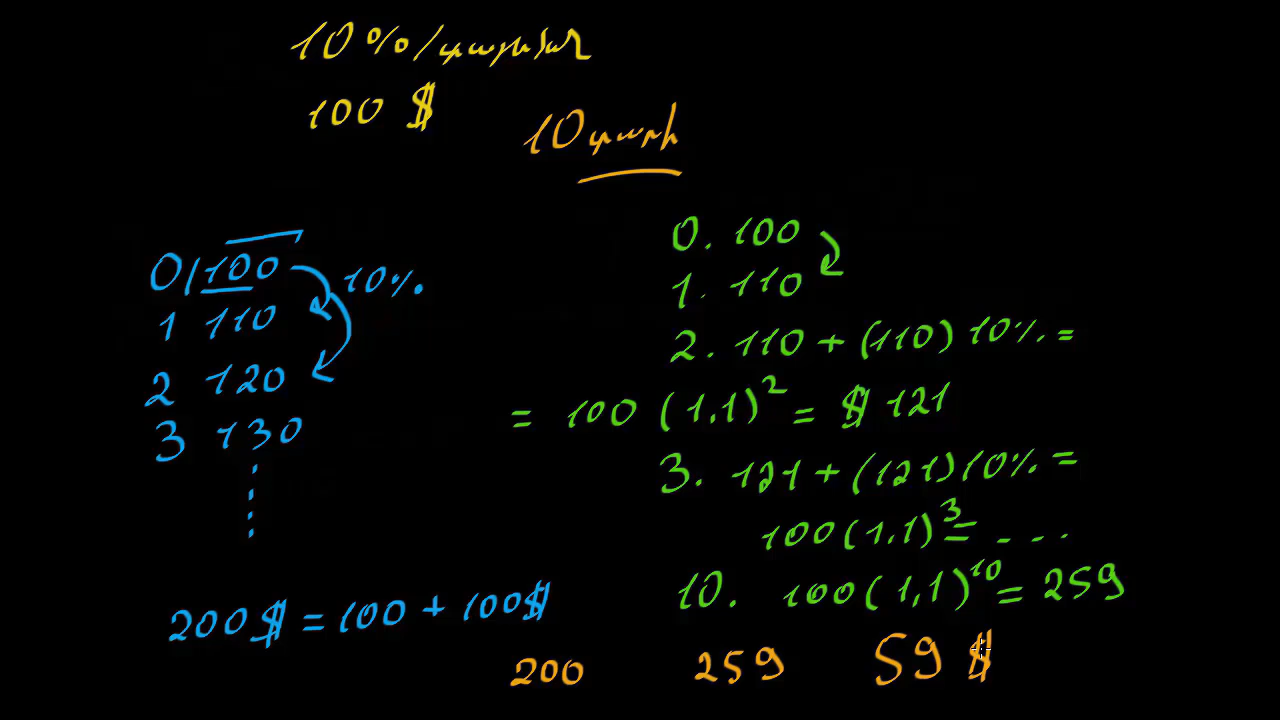 10%/տարեկան
100 $
10 տարի
0/100 10%.
1 110
2 120
3 130
200$ = 100 + 100$
0. 100
1. 110
2. 110 + (110) 10% =
= 100 (1,1)² = $ 121
3. 121 + (121) 10% =
100 (1,1)³ = ...
10. 100 (1,1)¹⁰ = 259
200 259 59 $